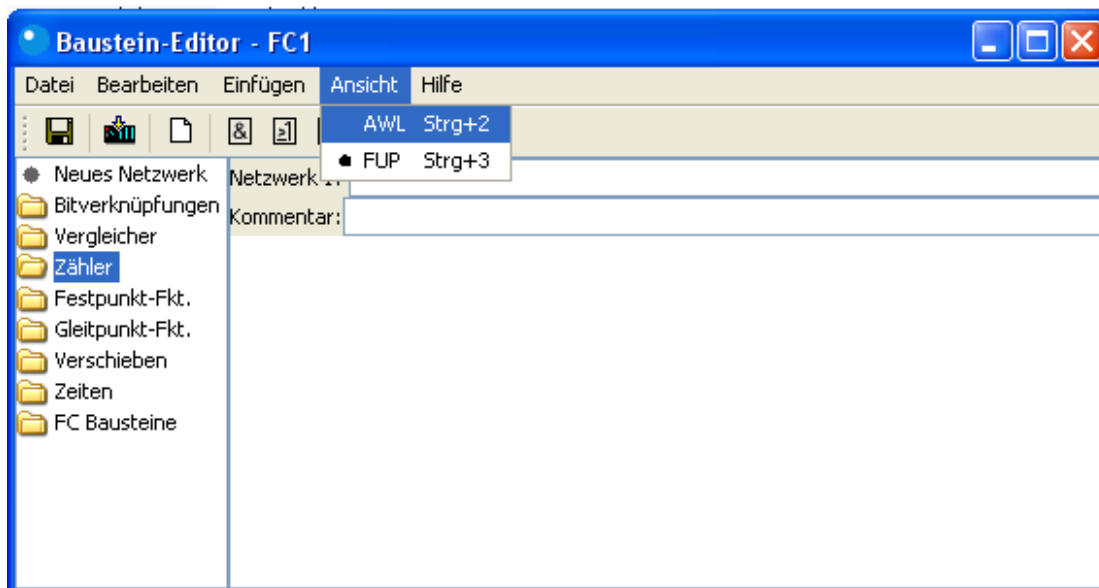 Baustein-Editor - FC1
Datei Bearbeiten Einfügen Ansicht Hilfe
& ≥1
AWL Strg+2
FUP Strg+3
Neues Netzwerk
Bitverknüpfungen
Vergleicher
Zähler
Festpunkt-Fkt.
Gleitpunkt-Fkt.
Verschieben
Zeiten
FC Bausteine
Netzwerk
Kommentar: